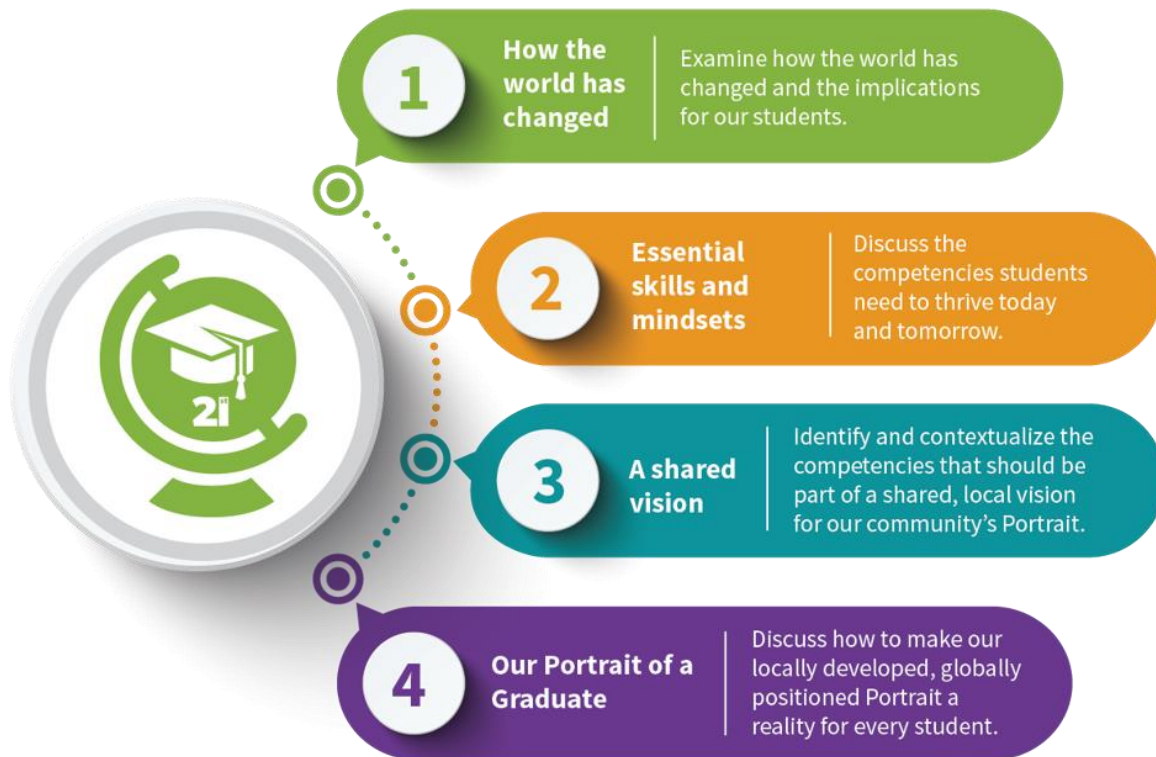 1
How the
world has
changed
Examine how the world has
changed and the implications
for our students.
2
Essential
skills and
mindsets
Discuss the
competencies students
need to thrive today
and tomorrow.
21
3
A shared
vision
Identify and contextualize the
competencies that should be
part of a shared, local vision
for our community’s Portrait.
4
Our Portrait of a
Graduate
Discuss how to make our
locally developed, globally
positioned Portrait a
reality for every student.